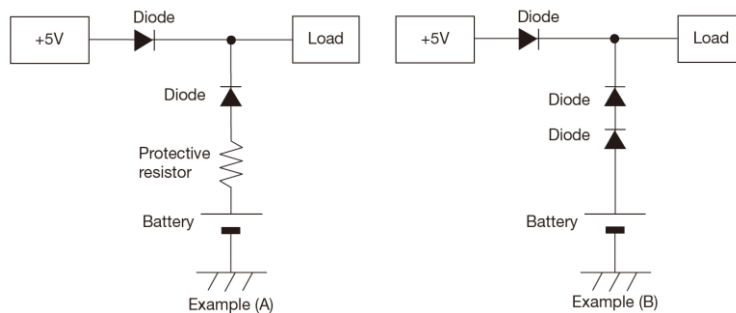 Diode
+5V
Load
Diode
Protective
resistor
Battery
Example (A)
Diode
+5V
Load
Diode
Diode
Battery
Example (B)